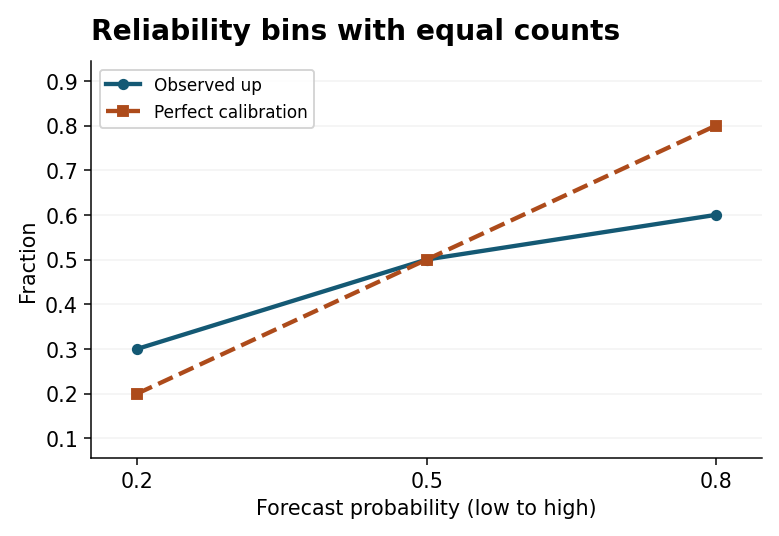 Reliability bins with equal counts
Observed up
Perfect calibration
Fraction
0.9
0.8
0.7
0.6
0.5
0.4
0.3
0.2
0.1
0.2 0.5 0.8
Forecast probability (low to high)